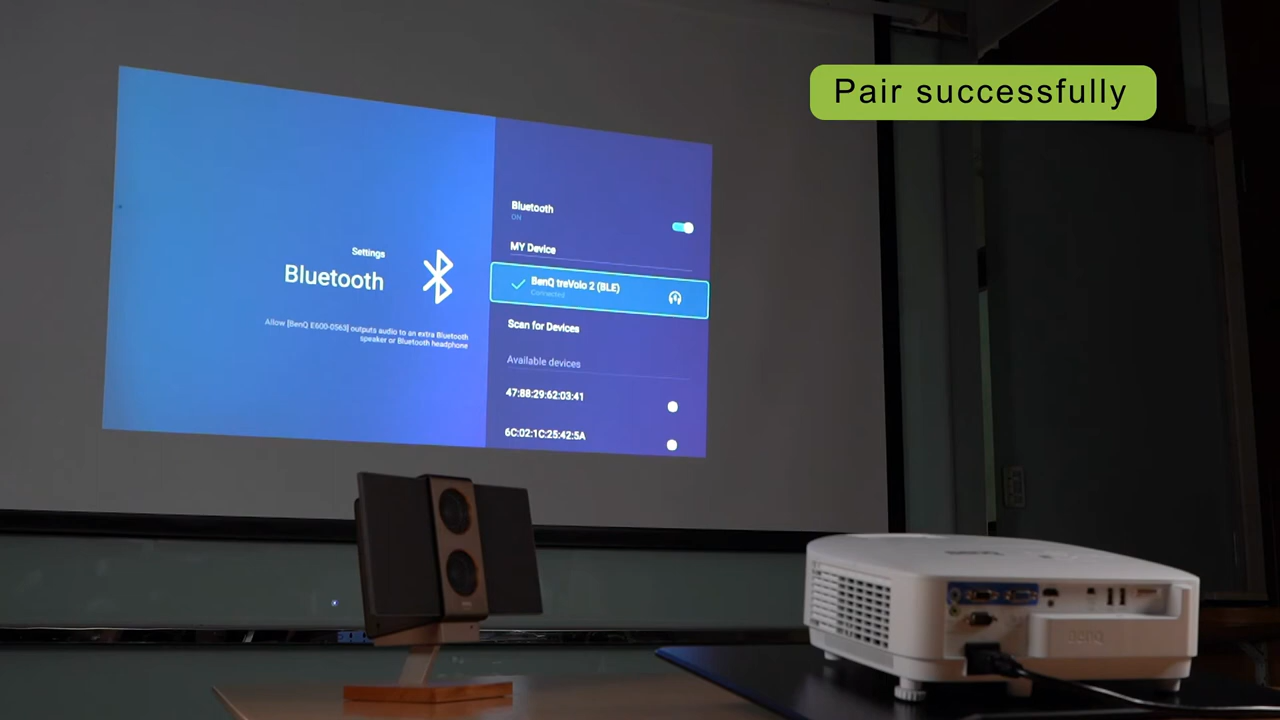 Pair successfully
Settings
Bluetooth
Allow [BenQ E600-0563] outputs audio to an extra Bluetooth
speaker or Bluetooth headphone
Bluetooth
ON
MY Device
BenQ treVolo 2 (BLE)
Connected
Scan for Devices
Available devices
47:88:29:62:03:41
6C:02:1C:25:42:5A
BenQ
BenQ